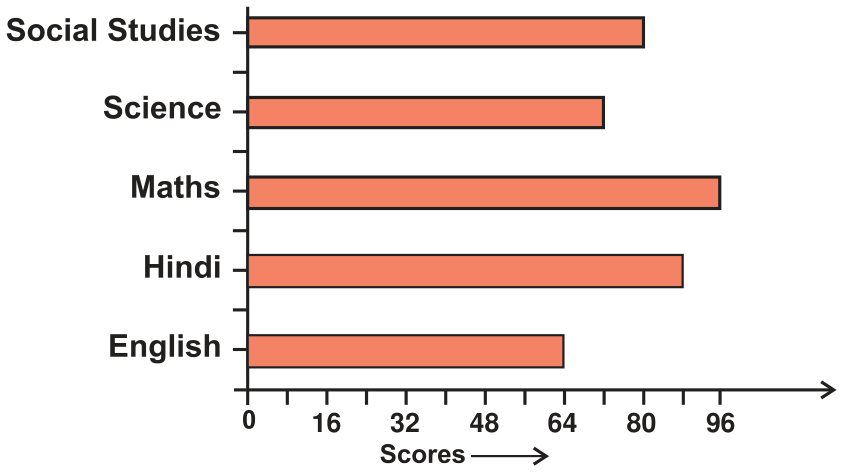 Social Studies
Science
Maths
Hindi
English
0 16 32 48 64 80 96
Scores